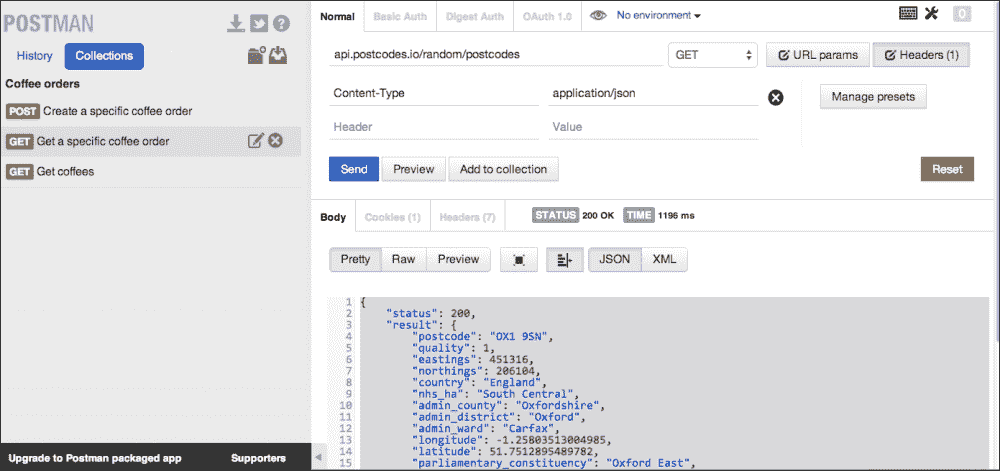 POSTMAN
History Collections
Coffee orders
POST Create a specific coffee order
GET Get a specific coffee order
GET Get coffees
Upgrade to Postman packaged app Supporters
Normal Basic Auth Digest Auth OAuth 1.0 No environment 0
api.postcodes.io/random/postcodes GET URL params Headers (1)
Content-Type application/json Manage presets
Header Value
Send Preview Add to collection Reset
Body Cookies (1) Headers (7) STATUS 200 OK TIME 1196 ms
Pretty Raw Preview JSON XML
1 {
2 "status": 200,
3 "result": {
4 "postcode": "OX1 9SN",
5 "quality": 1,
6 "eastings": 451316,
7 "northings": 206104,
8 "country": "England",
9 "nhs_ha": "South Central",
10 "admin_county": "Oxfordshire",
11 "admin_district": "Oxford",
12 "admin_ward": "Carfax",
13 "longitude": -1.25803513004985,
14 "latitude": 51.7512895489782,
15 "parliamentary_constituency": "Oxford East",